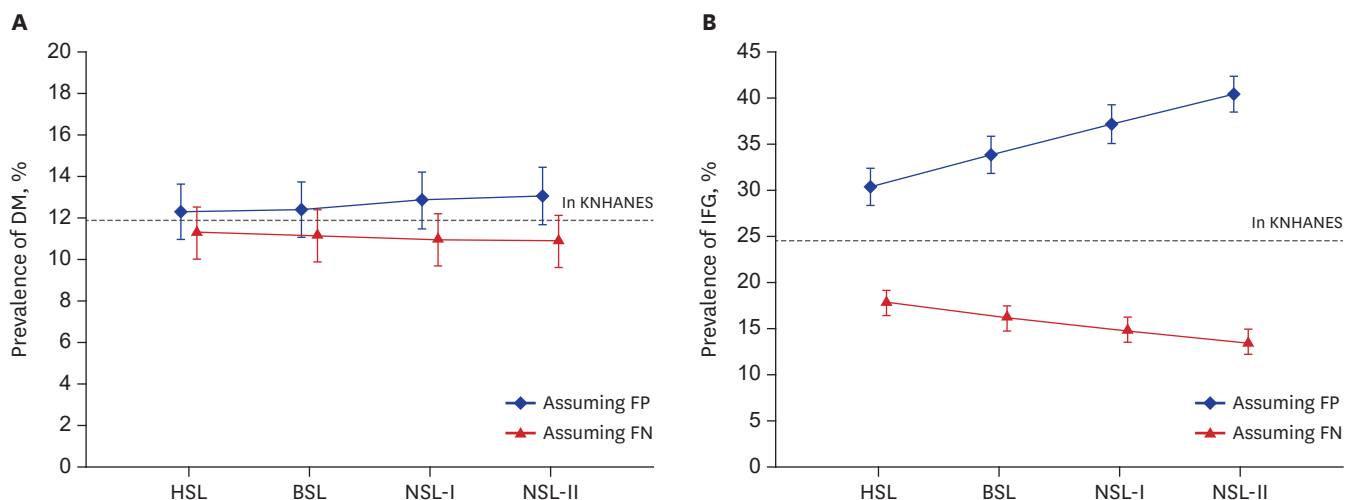 A
Prevalence of DM, %
20
18
16
14
12
10
8
6
4
2
0
In KNHANES
Assuming FP
Assuming FN
HSL BSL NSL-I NSL-II
B
Prevalence of IFG, %
45
40
35
30
25
20
15
10
5
0
In KNHANES
Assuming FP
Assuming FN
HSL BSL NSL-I NSL-II